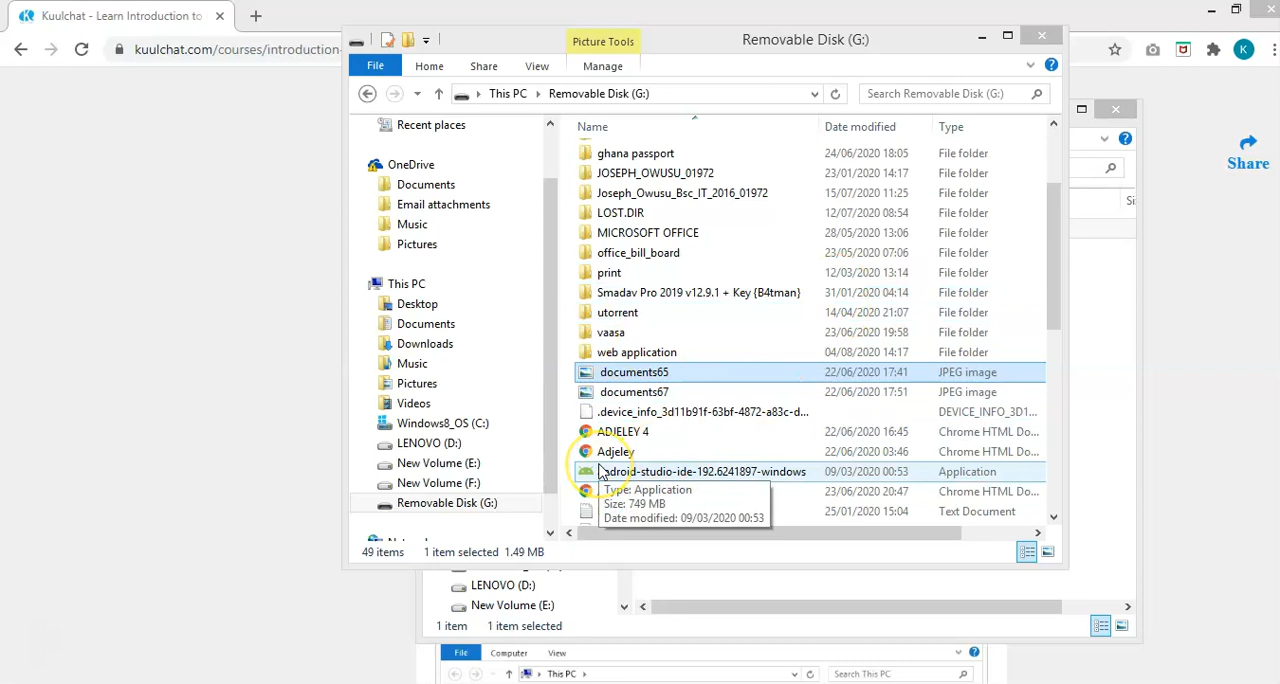 Kuulchat - Learn Introduction to
kuulchat.com/courses/introduction-
K
Share
Picture Tools
Removable Disk (G:)
File Home Share View Manage
This PC Removable Disk (G:)
Search Removable Disk (G:)
Recent places
OneDrive
Documents
Email attachments
Music
Pictures
This PC
Desktop
Documents
Downloads
Music
Pictures
Videos
Windows8_OS (C:)
LENOVO (D:)
New Volume (E:)
New Volume (F:)
Removable Disk (G:)
Name Date modified Type
ghana passport 24/06/2020 18:05 File folder
JOSEPH_OWUSU_01972 23/01/2020 14:17 File folder
Joseph_Owusu_Bsc_IT_2016_01972 15/07/2020 11:25 File folder
LOST.DIR 12/07/2020 08:54 File folder
MICROSOFT OFFICE 28/05/2020 13:06 File folder
office_bill_board 23/05/2020 07:06 File folder
print 12/03/2020 13:14 File folder
Smadav Pro 2019 v12.9.1 + Key {B4tman} 31/01/2020 04:14 File folder
utorrent 14/04/2020 21:07 File folder
vaasa 23/06/2020 19:58 File folder
web application 04/08/2020 14:17 File folder
documents65 22/06/2020 17:41 JPEG image
documents67 22/06/2020 17:51 JPEG image
.device_info_3d11b91f-63bf-4872-a83c-d... DEVICE_INFO_3D1...
ADJELEY 4 22/06/2020 16:45 Chrome HTML Do...
Adjeley 22/06/2020 03:46 Chrome HTML Do...
android-studio-ide-192.6241897-windows 09/03/2020 00:53 Application
23/06/2020 20:47 Chrome HTML Do...
25/01/2020 15:04 Text Document
Type: Application
Size: 749 MB
Date modified: 09/03/2020 00:53
49 items 1 item selected 1.49 MB
LENOVO (D:)
New Volume (E:)
1 item 1 item selected
File Computer View
This PC
Search This PC